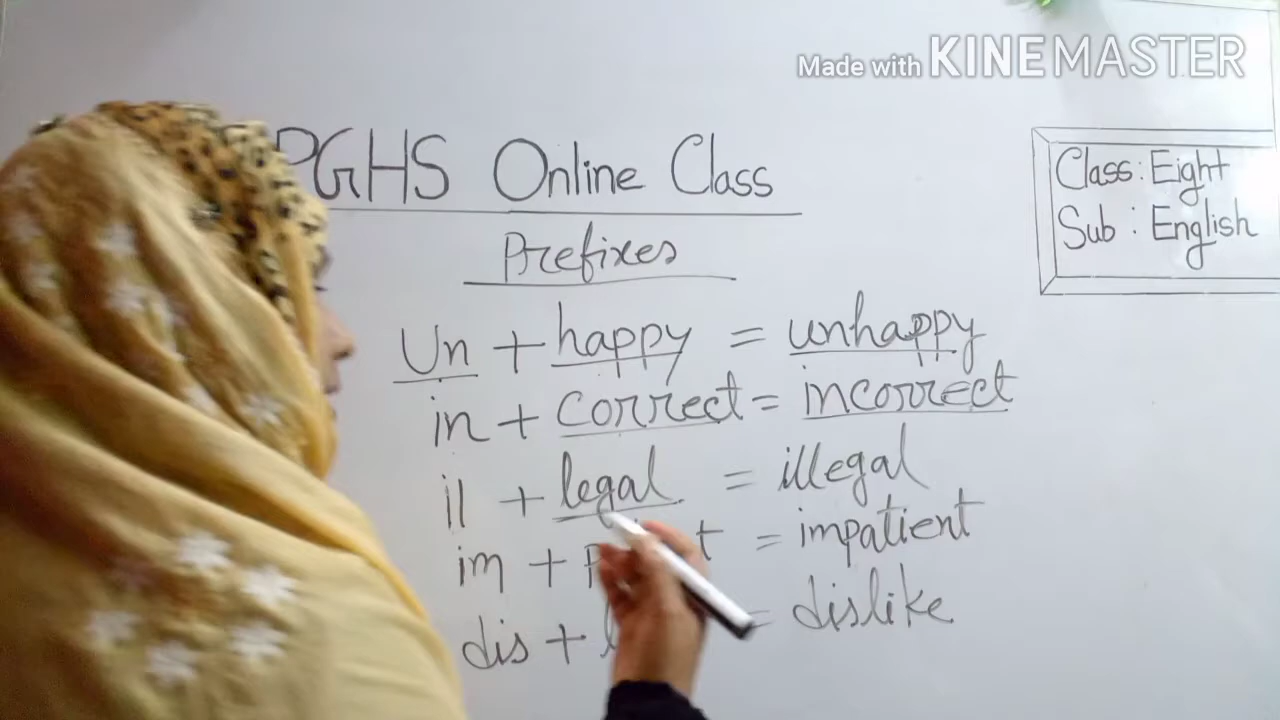 Made with KINEMASTER
PGHS Online Class
Class: Eight
Sub : English
Prefixes
Un + happy = unhappy
in + correct = incorrect
il + legal = illegal
im + = impatient
dis + = dislike